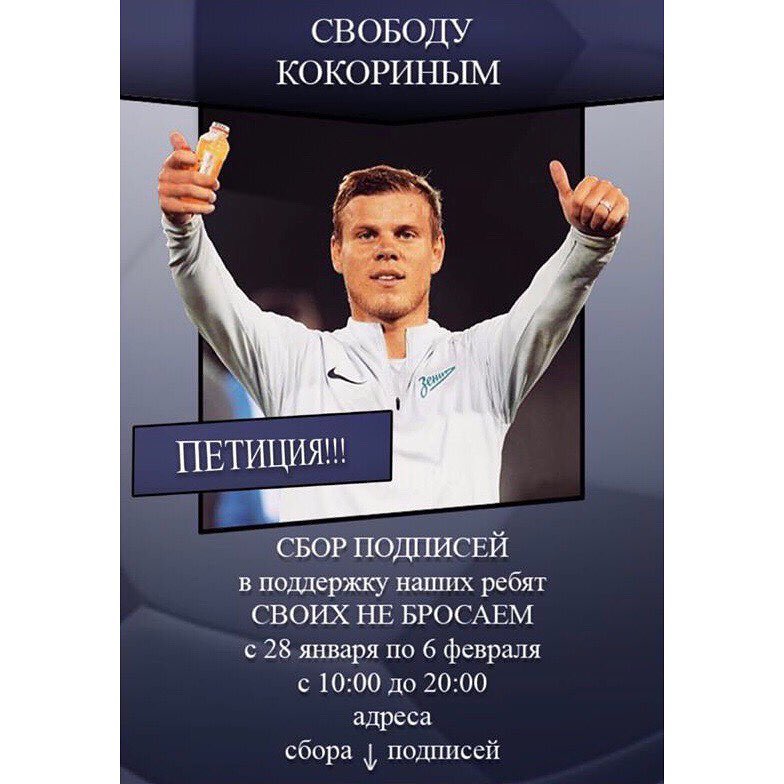 СВОБОДУ
КОКОРИНЫМ
Зенит
ПЕТИЦИЯ!!!
СБОР ПОДПИСЕЙ
в поддержку наших ребят
СВОИХ НЕ БРОСАЕМ
с 28 января по 6 февраля
с 10:00 до 20:00
адреса
сбора ↓ подписей